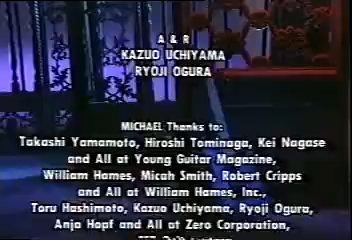 A & R
KAZUO UCHIYAMA
RYOJI OGURA
MICHAEL Thanks to:
Takashi Yamamoto, Hiroshi Tominaga, Kei Nagase
and All at Young Guitar Magazine,
William Hames, Micah Smith, Robert Cripps
and All at William Hames, Inc.,
Toru Hashimoto, Kazuo Uchiyama, Ryoji Ogura,
Anja Hopf and All at Zero Corporation,